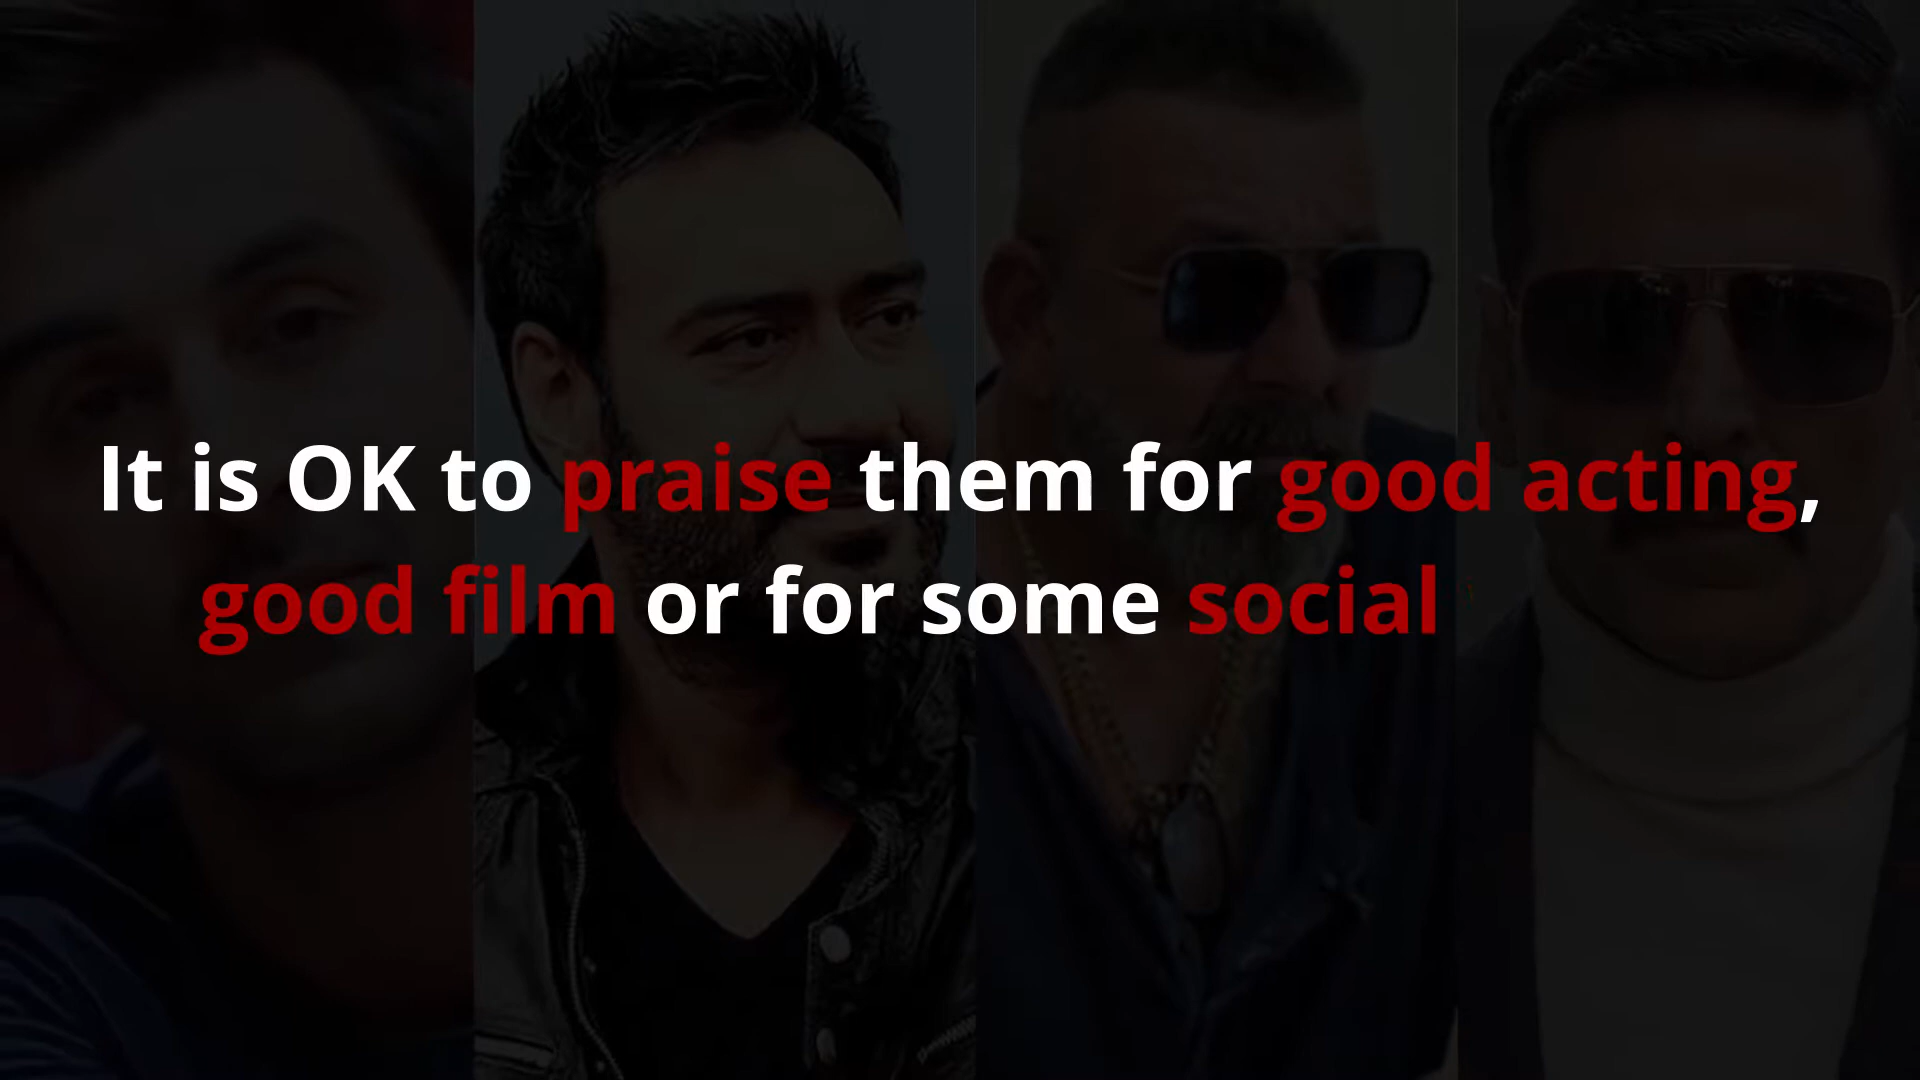 It is OK to praise them for good acting,
good film or for some social